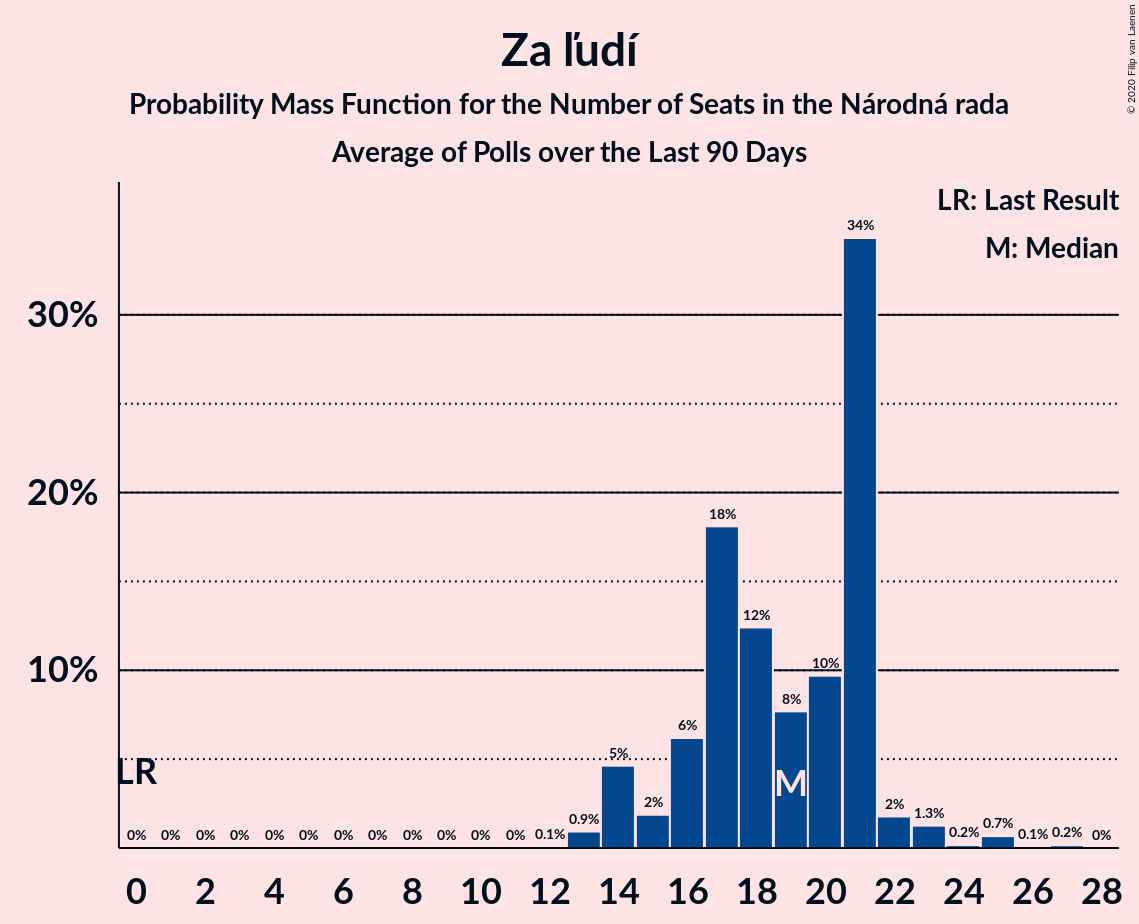 © 2020 Filip van Laenen
Za ľudí
Probability Mass Function for the Number of Seats in the Národná rada
Average of Polls over the Last 90 Days
LR: Last Result
M: Median
34%
30%
20%
18%
12%
10%
10%
8%
6%
5%
2%
LR
M
0% 0% 0% 0% 0% 0% 0% 0% 0% 0% 0% 0% 0.1% 0.9% 2% 1.3% 0.2% 0.7% 0.1% 0.2% 0%
0 2 4 6 8 10 12 14 16 18 20 22 24 26 28